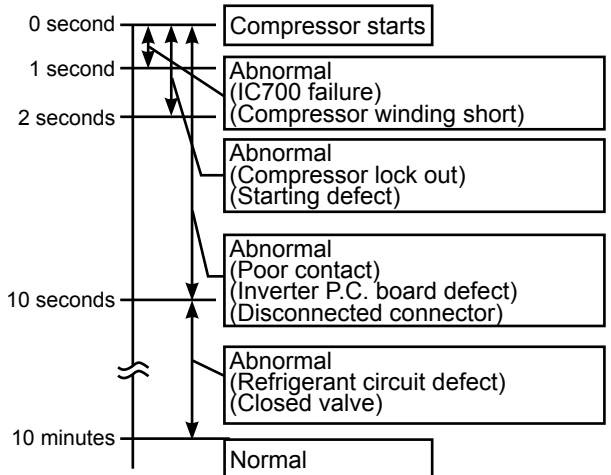 0 second
Compressor starts
1 second
Abnormal
(IC700 failure)
(Compressor winding short)
2 seconds
Abnormal
(Compressor lock out)
(Starting defect)
Abnormal
(Poor contact)
(Inverter P.C. board defect)
(Disconnected connector)
10 seconds
Abnormal
(Refrigerant circuit defect)
(Closed valve)
10 minutes
Normal